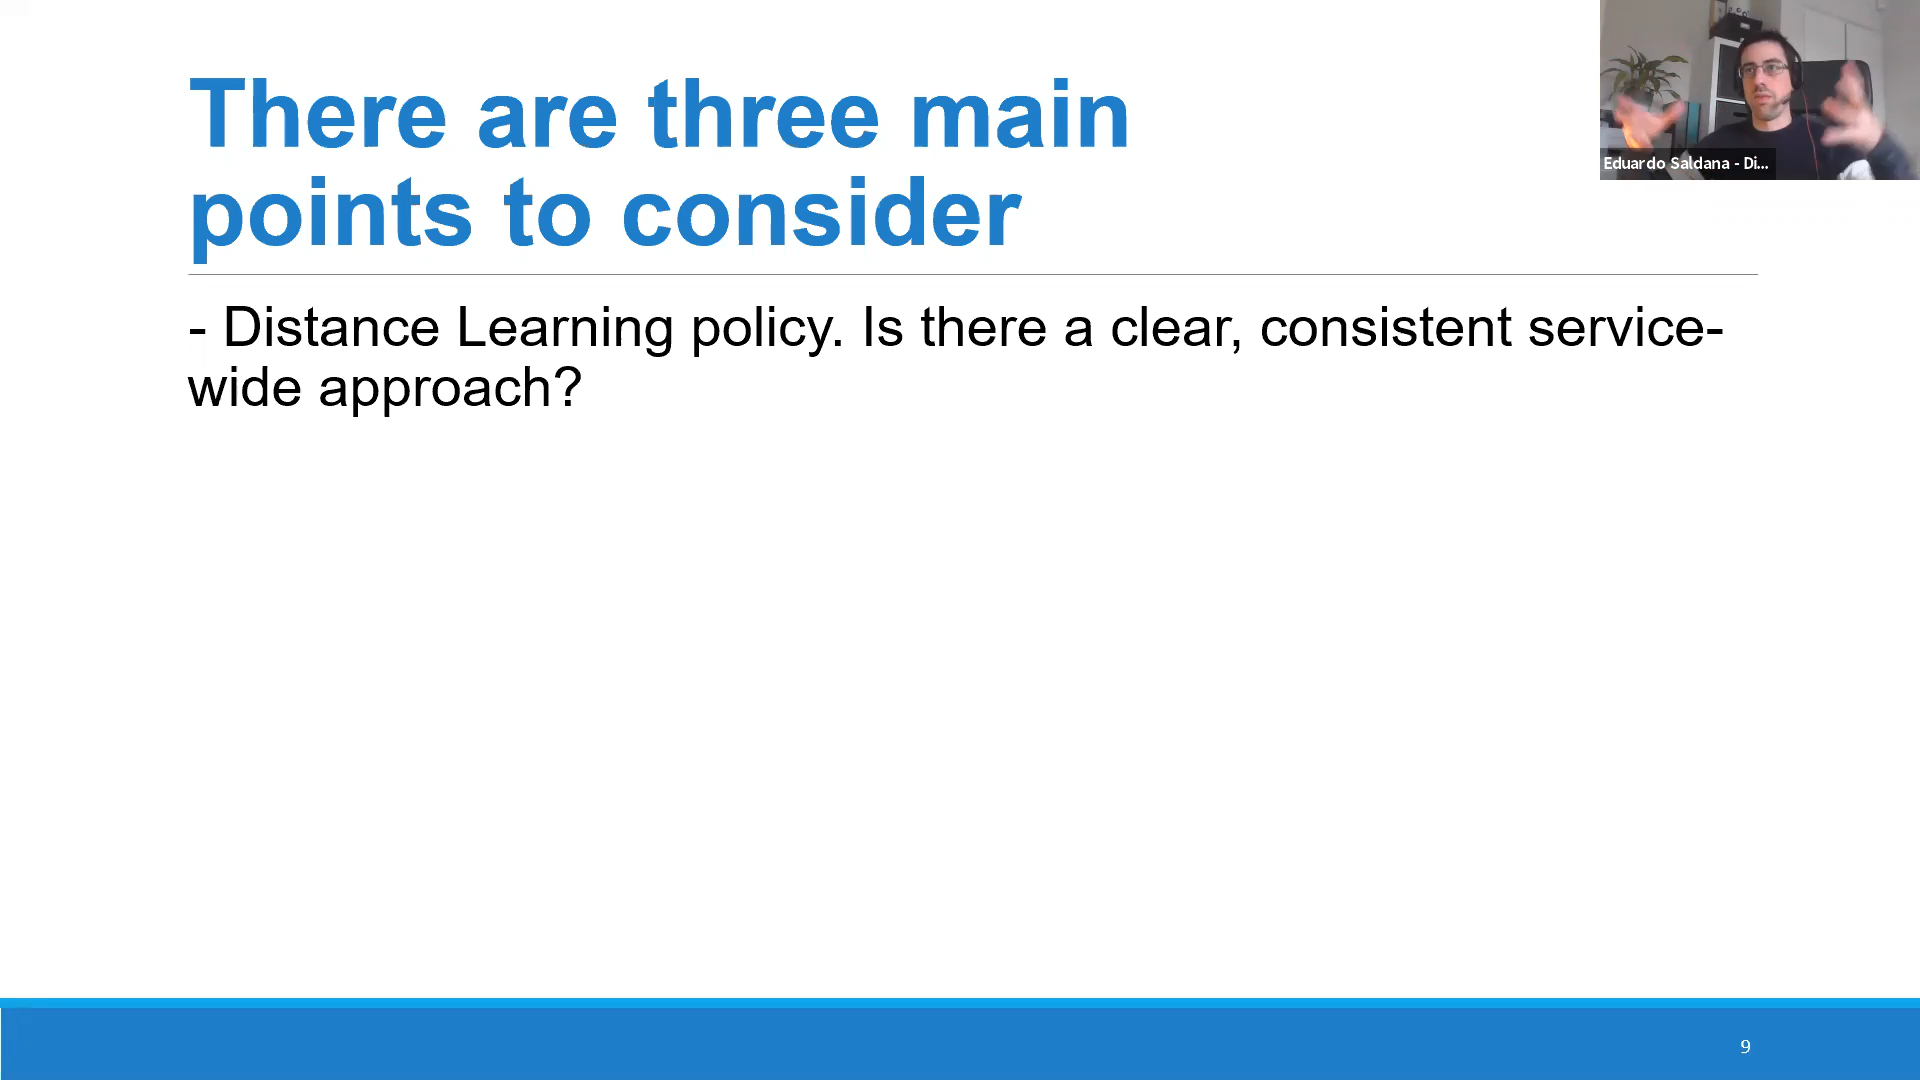 There are three main
points to consider
Eduardo Saldana - Di...
- Distance Learning policy. Is there a clear, consistent service-
wide approach?
9